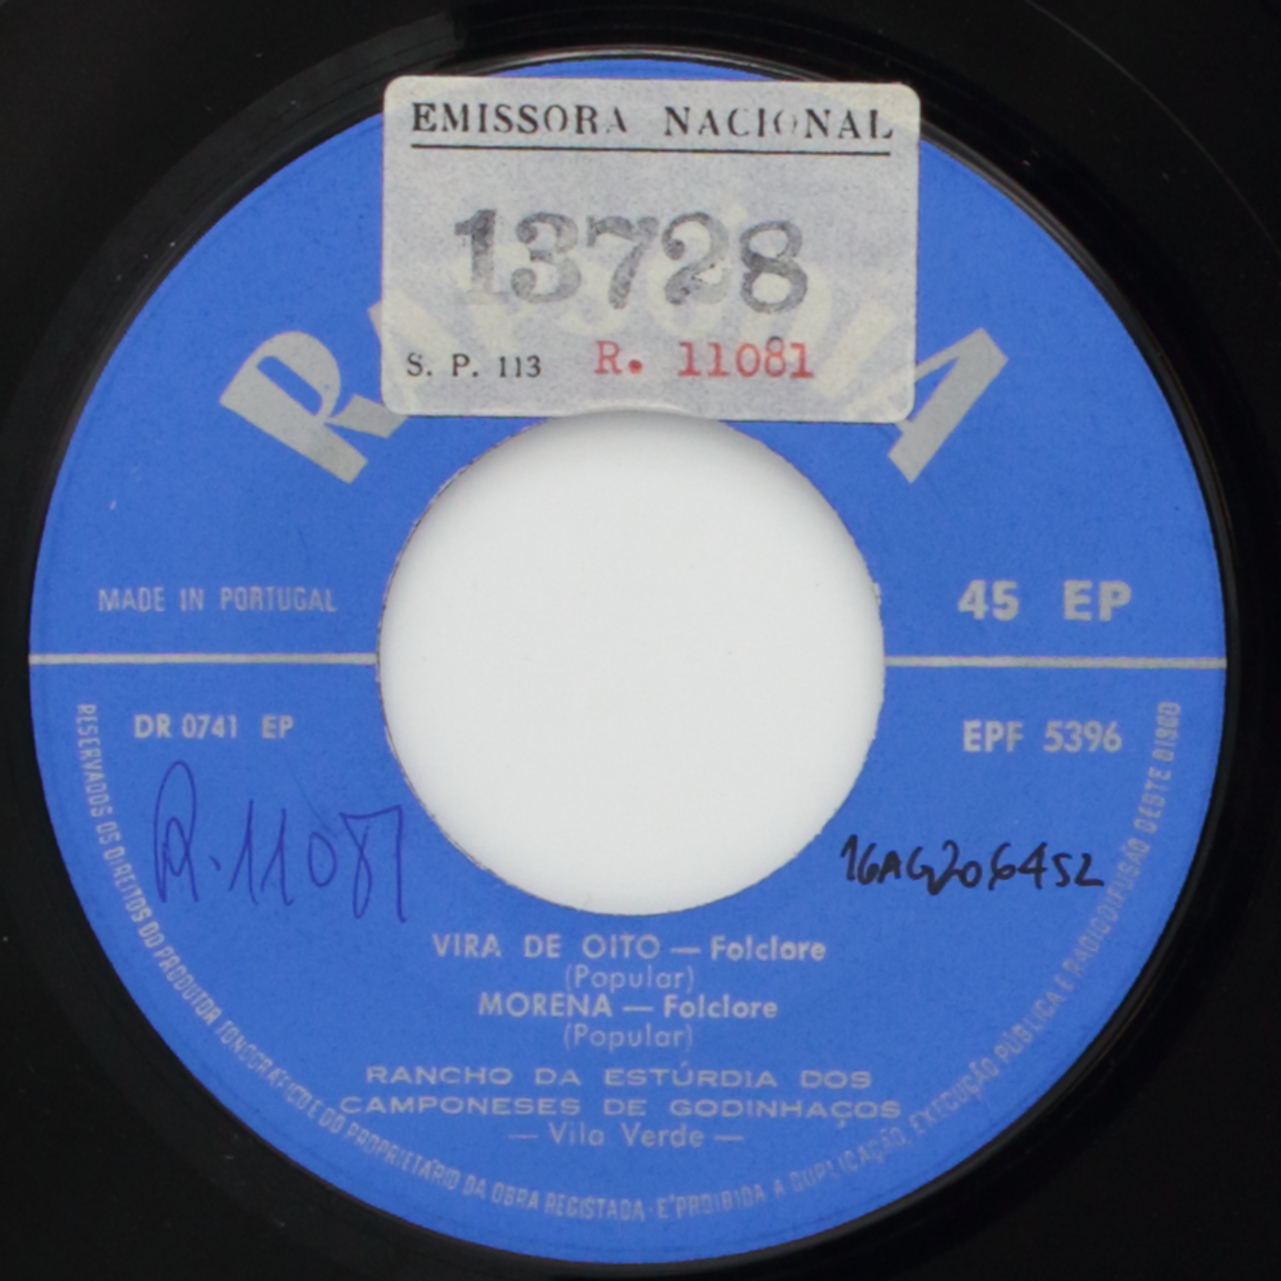 EMISSORA NACIONAL
13728
S. P. 113 R. 11081
RAPSÓDIA
MADE IN PORTUGAL
45 EP
DR 0741 EP
EPF 5396
R. 11081
16AG206452
VIRA DE OITO — Folclore
(Popular)
MORENA — Folclore
(Popular)
RANCHO DA ESTÚRDIA DOS
CAMPONESES DE GODINHAÇOS
— Vila Verde —
RESERVADOS OS DIREITOS DO PRODUTOR FONOGRÁFICO E DO PROPRIETÁRIO DA OBRA REGISTADA · E' PROIBIDA A DUPLICAÇÃO, EXECUÇÃO PÚBLICA E RADIODIFUSÃO DESTE DISCO